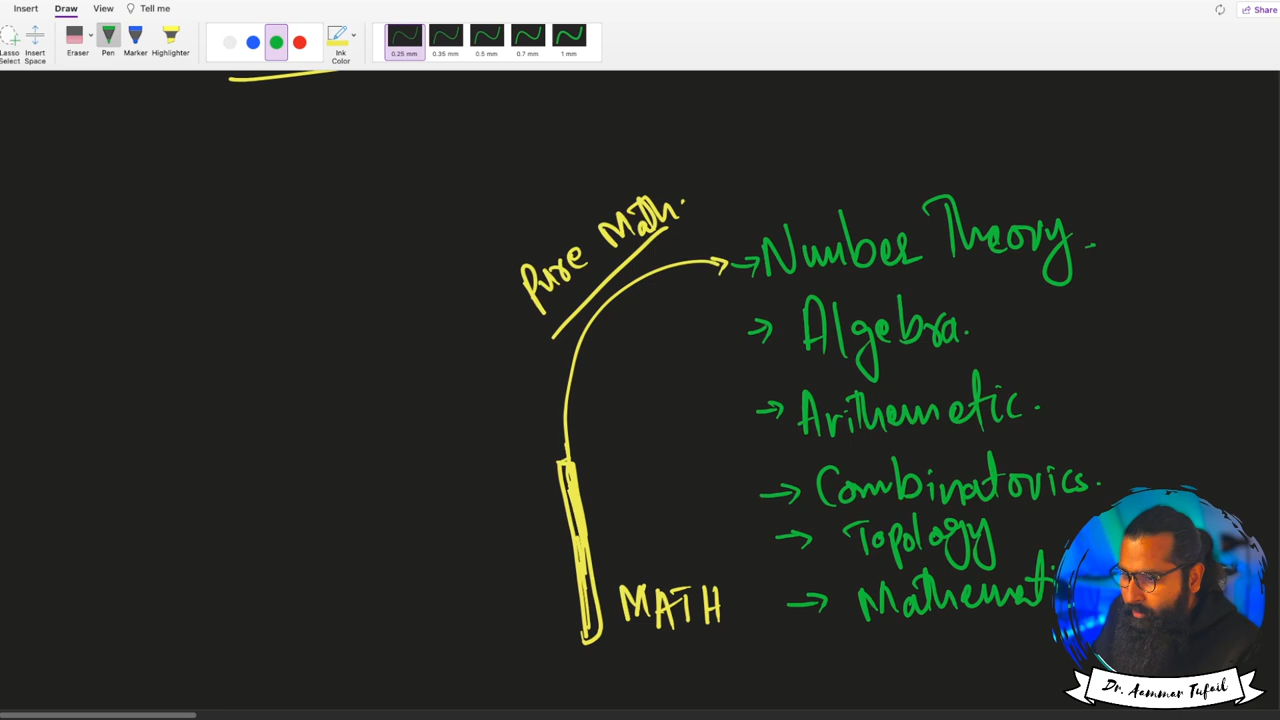 Insert Draw View Tell me
Share
Lasso Select
Insert Space
Eraser
Pen
Marker
Highlighter
Ink Color
0.25 mm
0.35 mm
0.5 mm
0.7 mm
1 mm
Pure Math.
→ Number Theory.
→ Algebra.
→ Arithemetic.
→ Combinatorics.
→ Topology
MATH
→ Mathemati
Dr. Aammar Tufail